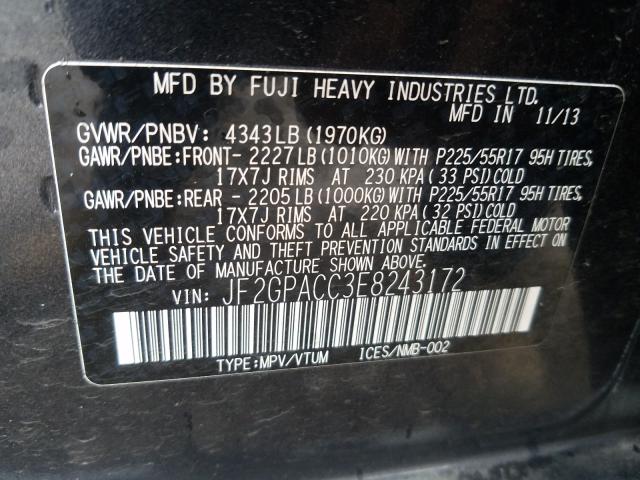 MFD BY FUJI HEAVY INDUSTRIES LTD.
MFD IN 11/13
GVWR/PNBV: 4343LB (1970KG)
GAWR/PNBE:FRONT- 2227LB (1010KG) WITH P225/55R17 95H TIRES,
17X7J RIMS AT 230 KPA (33 PSI) COLD
GAWR/PNBE:REAR - 2205LB (1000KG) WITH P225/55R17 95H TIRES,
17X7J RIMS AT 220 KPA (32 PSI) COLD
THIS VEHICLE CONFORMS TO ALL APPLICABLE FEDERAL MOTOR
VEHICLE SAFETY AND THEFT PREVENTION STANDARDS IN EFFECT ON
THE DATE OF MANUFACTURE SHOWN ABOVE.
VIN: JF2GPACC3E8243172
TYPE:MPV/VTUM ICES/NMB-002